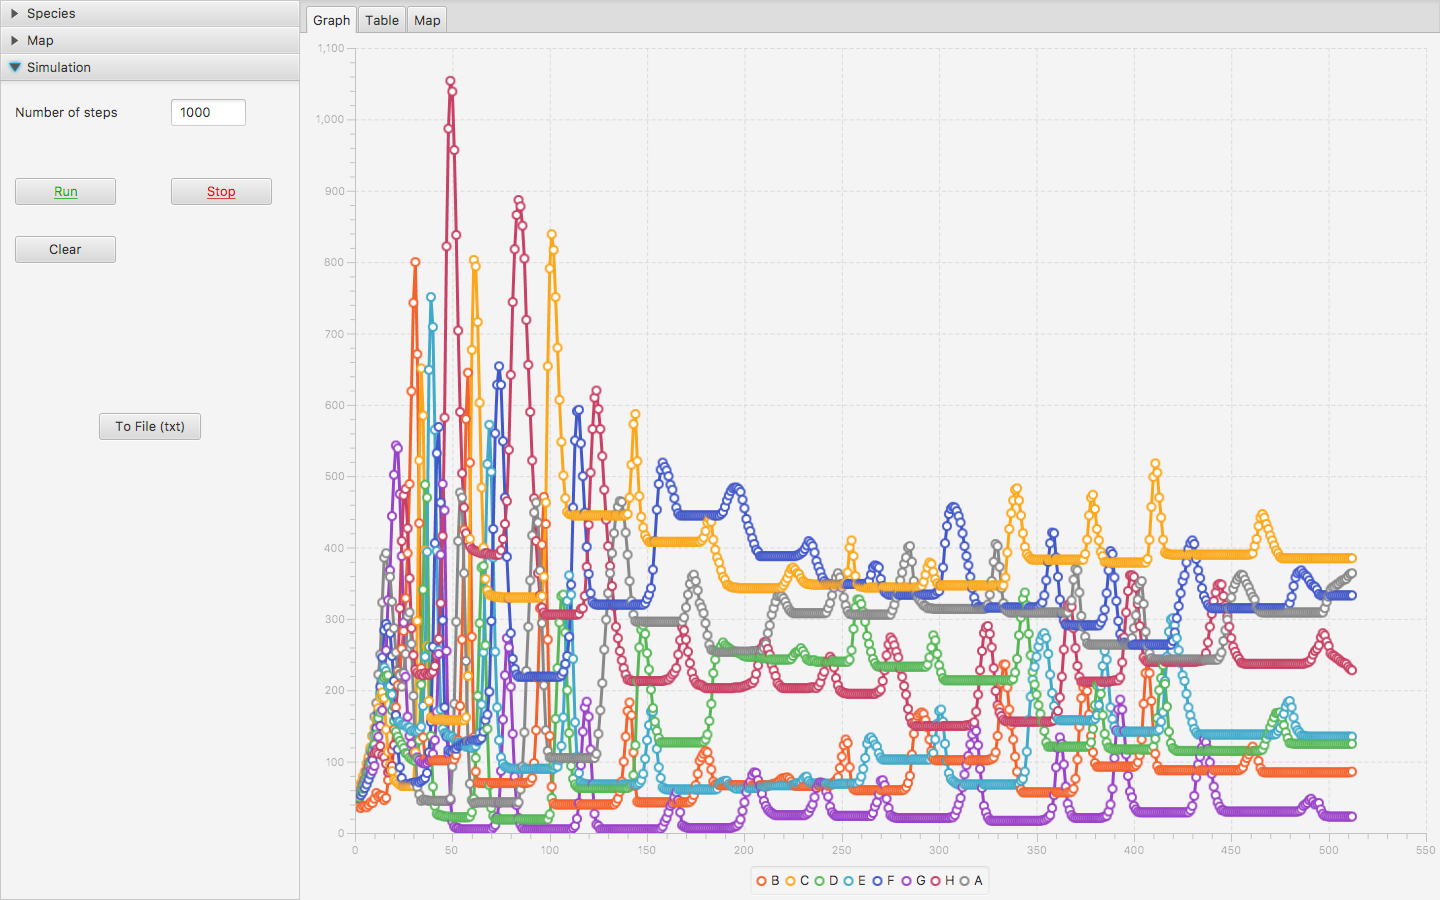 Species
Map
Simulation
Number of steps 1000
Run Stop
Clear
To File (txt)
Graph Table Map
1,100
1,000
900
800
700
600
500
400
300
200
100
0
0 50 100 150 200 250 300 350 400 450 500 550
B C D E F G H A